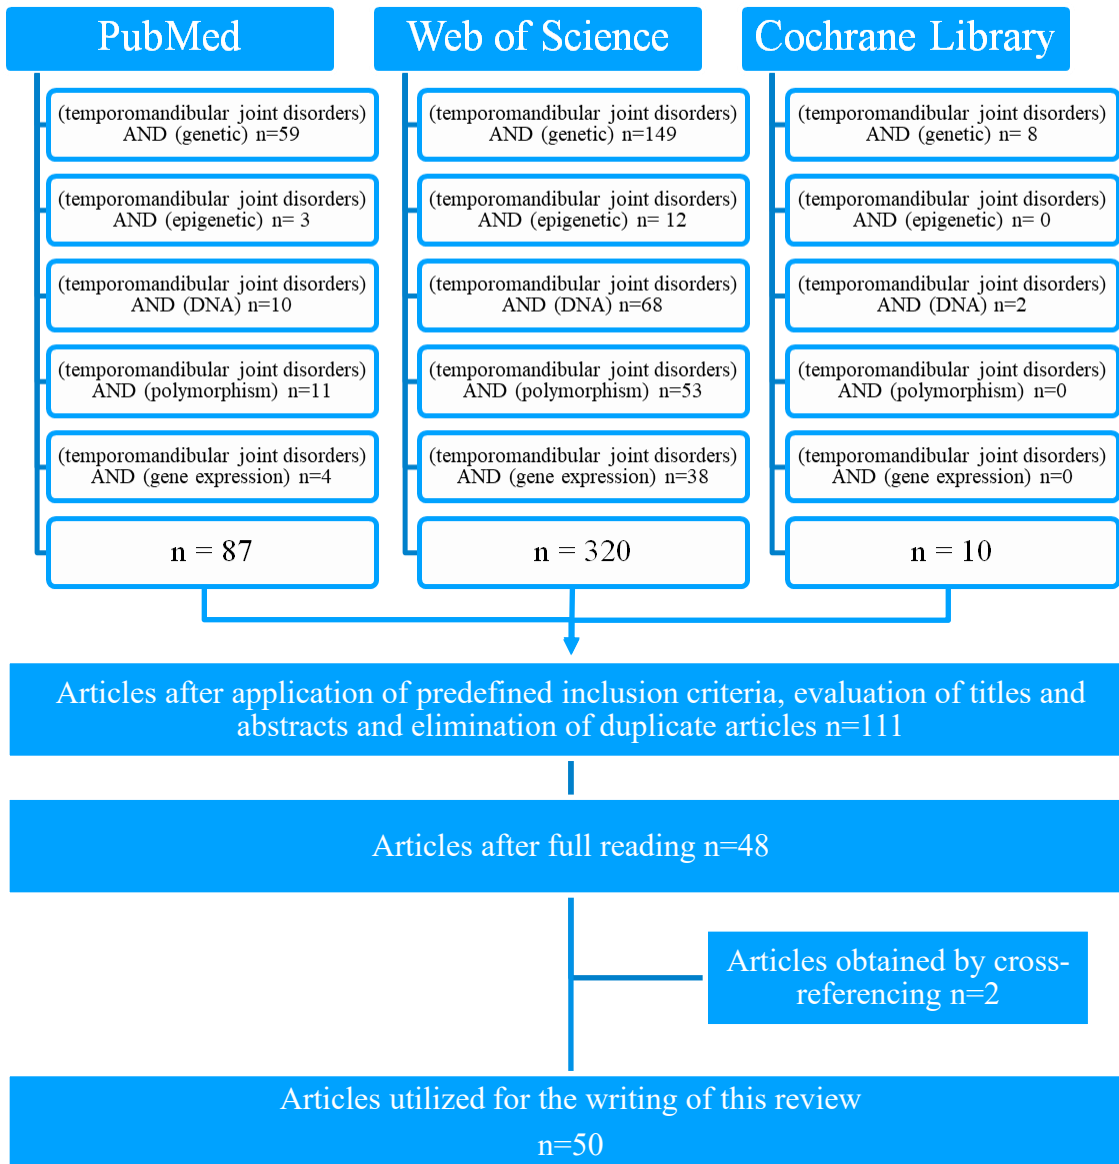 PubMed
(temporomandibular joint disorders)
AND (genetic) n=59
(temporomandibular joint disorders)
AND (epigenetic) n= 3
(temporomandibular joint disorders)
AND (DNA) n=10
(temporomandibular joint disorders)
AND (polymorphism) n=11
(temporomandibular joint disorders)
AND (gene expression) n=4
n = 87
Web of Science
(temporomandibular joint disorders)
AND (genetic) n=149
(temporomandibular joint disorders)
AND (epigenetic) n= 12
(temporomandibular joint disorders)
AND (DNA) n=68
(temporomandibular joint disorders)
AND (polymorphism) n=53
(temporomandibular joint disorders)
AND (gene expression) n=38
n = 320
Cochrane Library
(temporomandibular joint disorders)
AND (genetic) n= 8
(temporomandibular joint disorders)
AND (epigenetic) n= 0
(temporomandibular joint disorders)
AND (DNA) n=2
(temporomandibular joint disorders)
AND (polymorphism) n=0
(temporomandibular joint disorders)
AND (gene expression) n=0
n = 10
Articles after application of predefined inclusion criteria, evaluation of titles and
abstracts and elimination of duplicate articles n=111
Articles after full reading n=48
Articles obtained by cross-
referencing n=2
Articles utilized for the writing of this review
n=50